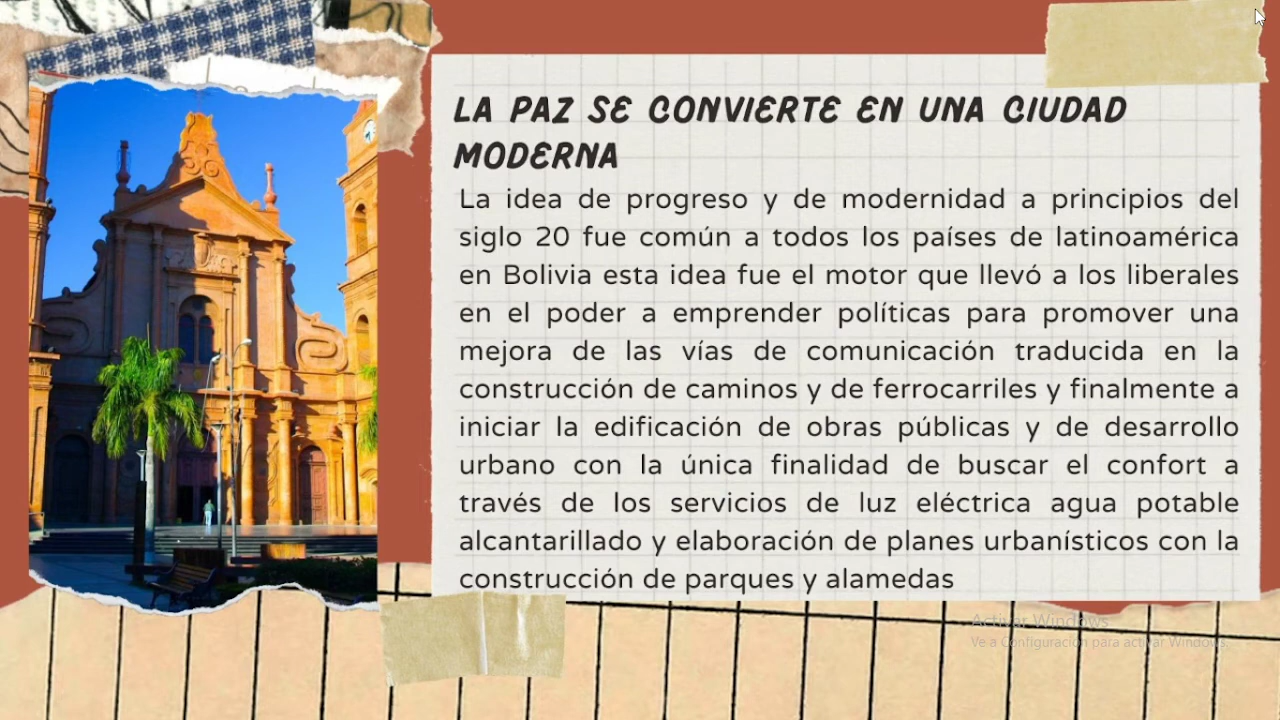 LA PAZ SE CONVIERTE EN UNA CIUDAD
MODERNA
La idea de progreso y de modernidad a principios del
siglo 20 fue común a todos los países de latinoamérica
en Bolivia esta idea fue el motor que llevó a los liberales
en el poder a emprender políticas para promover una
mejora de las vías de comunicación traducida en la
construcción de caminos y de ferrocarriles y finalmente a
iniciar la edificación de obras públicas y de desarrollo
urbano con la única finalidad de buscar el confort a
través de los servicios de luz eléctrica agua potable
alcantarillado y elaboración de planes urbanísticos con la
construcción de parques y alamedas
Activar Windows
Ve a Configuración para activar Windows.